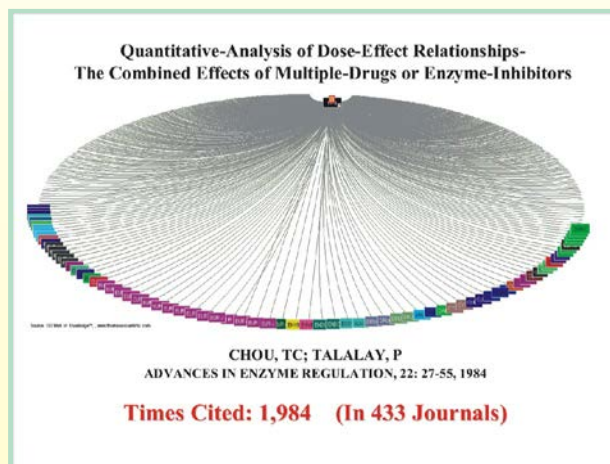 Quantitative-Analysis of Dose-Effect Relationships-
The Combined Effects of Multiple-Drugs or Enzyme-Inhibitors
CHOU, TC; TALALAY, P
ADVANCES IN ENZYME REGULATION, 22: 27-55, 1984
Times Cited: 1,984 (In 433 Journals)